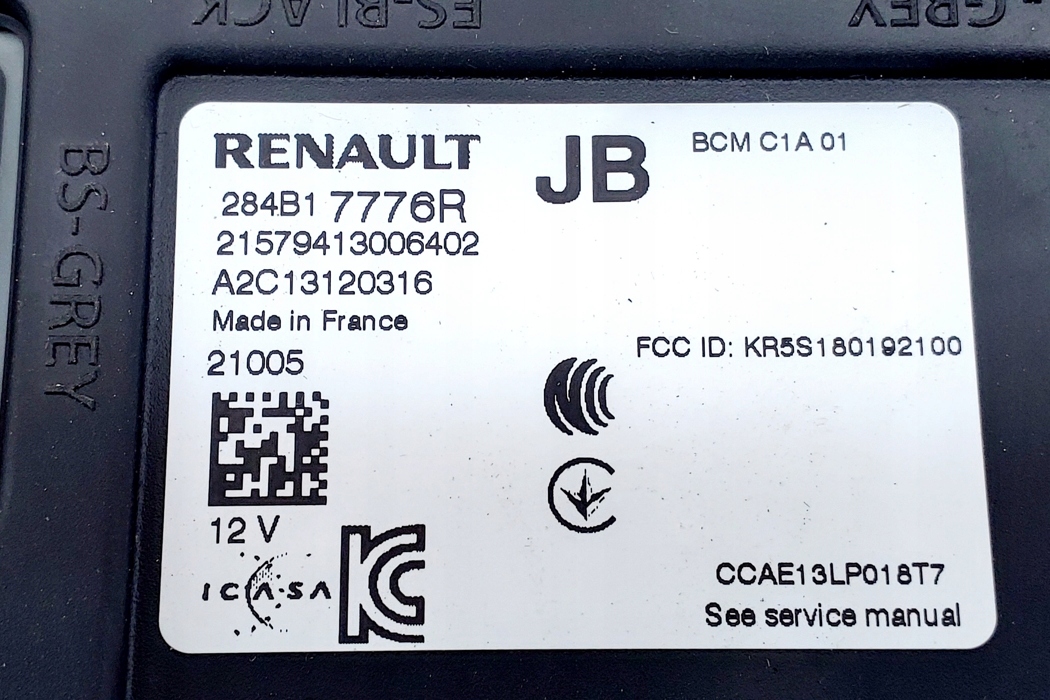 ES-BLACK
-GREY
BS-GREY
RENAULT
JB
BCM C1A 01
284B1 7776R
21579413006402
A2C13120316
Made in France
21005
FCC ID: KR5S180192100
12 V
ICASA
KC
CCAE13LP018T7
See service manual